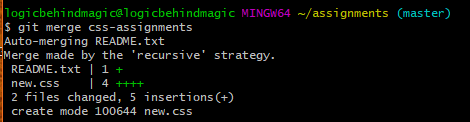 logicbehindmagic@logicbehindmagic MINGW64 ~/assignments (master)
$ git merge css-assignments
Auto-merging README.txt
Merge made by the 'recursive' strategy.
 README.txt | 1 +
 new.css    | 4 ++++
 2 files changed, 5 insertions(+)
 create mode 100644 new.css